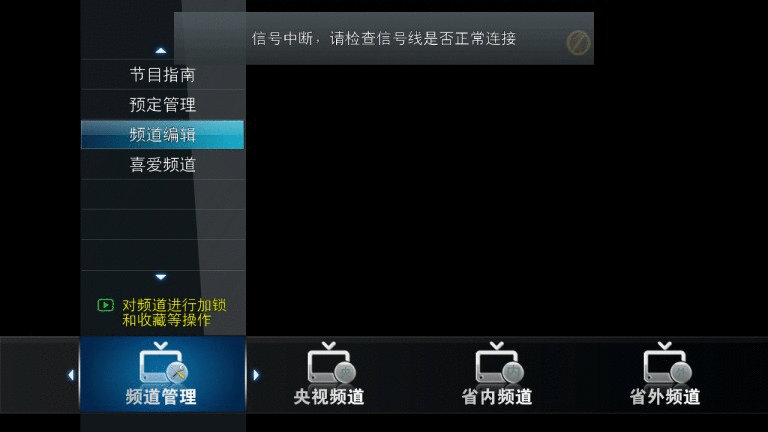 信号中断，请检查信号线是否正常连接
节目指南
预定管理
频道编辑
喜爱频道
对频道进行加锁
和收藏等操作
频道管理
央视频道
省内频道
省外频道